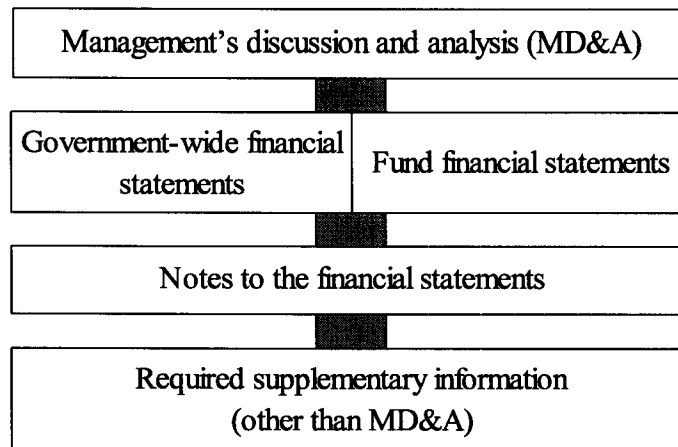 Management's discussion and analysis (MD&A)
Government-wide financial
statements
Fund financial statements
Notes to the financial statements
Required supplementary information
(other than MD&A)